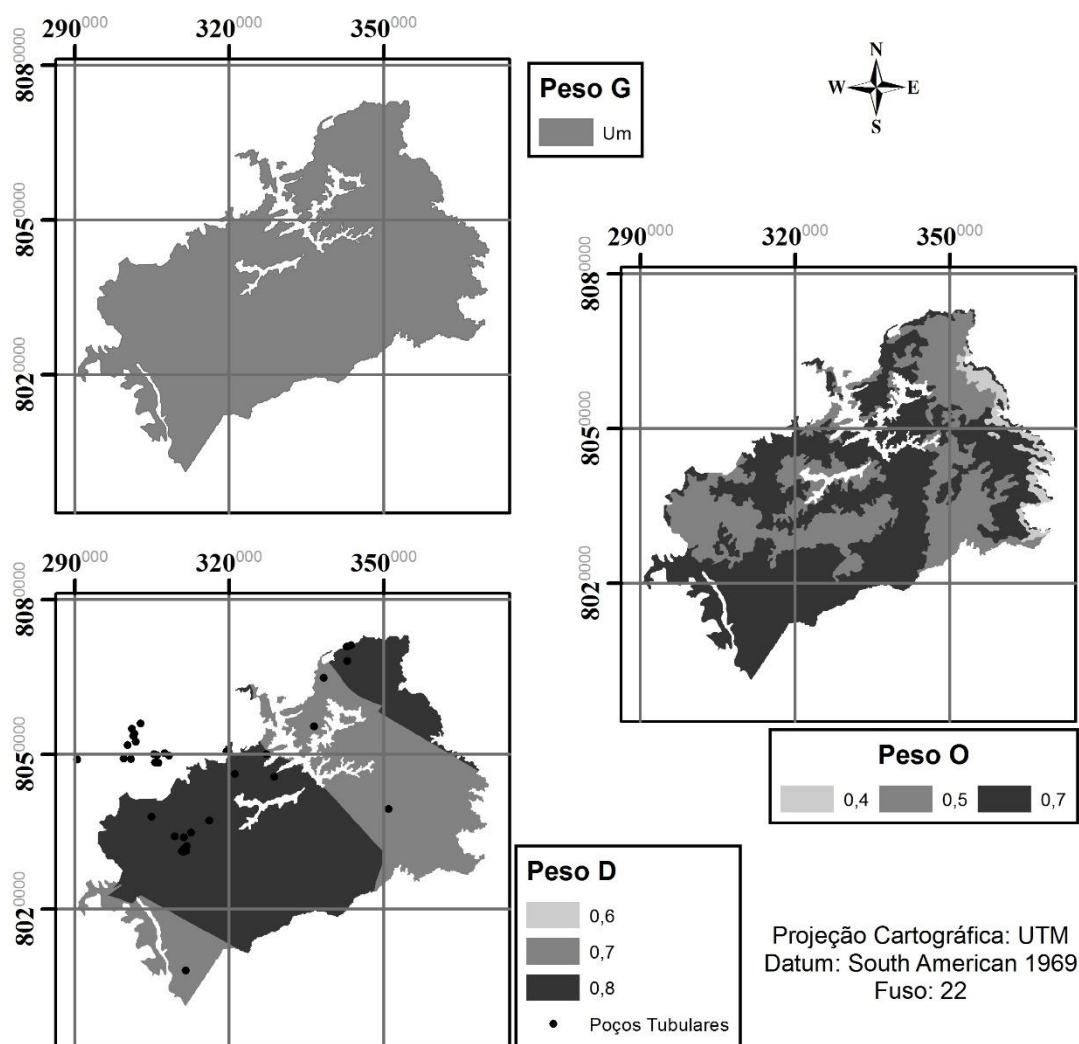 290000 320000 350000
8080000
8050000
8020000
Peso G
Um
N
W E
S
290000 320000 350000
8080000
8050000
8020000
Peso O
0,4 0,5 0,7
290000 320000 350000
8080000
8050000
8020000
Peso D
0,6
0,7
0,8
Poços Tubulares
Projeção Cartográfica: UTM
Datum: South American 1969
Fuso: 22